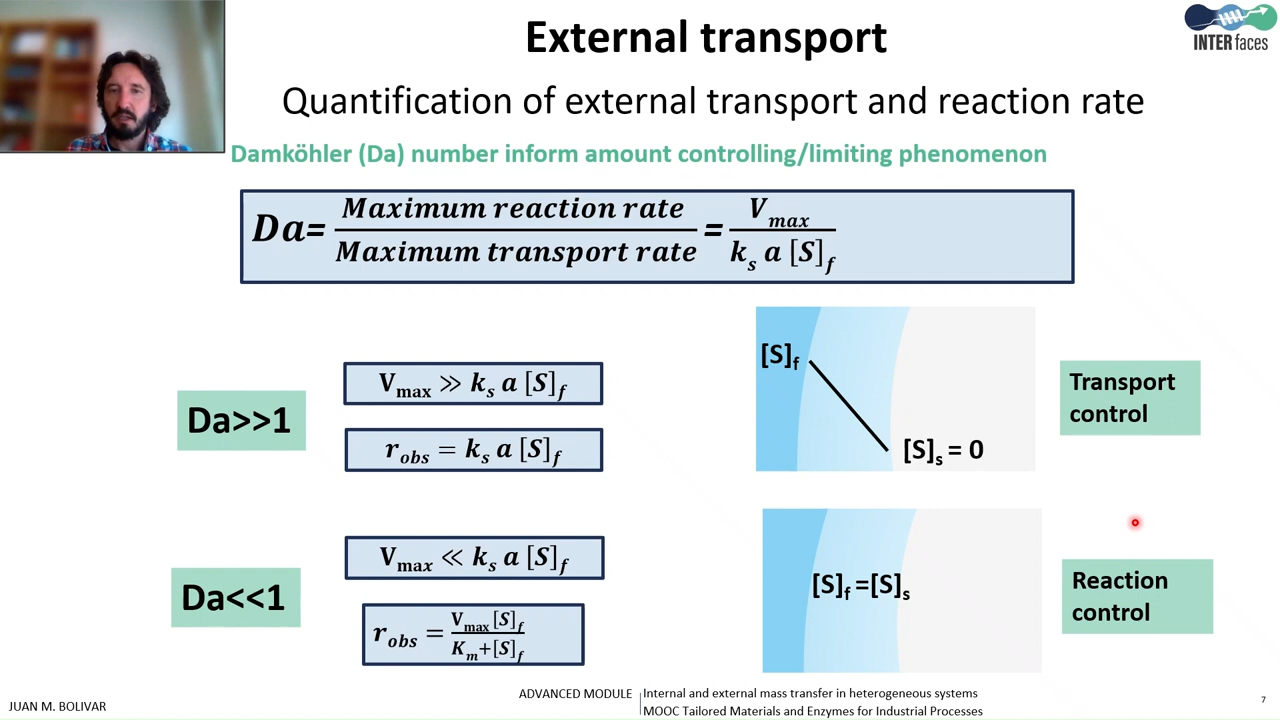 External transport
INTERfaces
Quantification of external transport and reaction rate
Damköhler (Da) number inform amount controlling/limiting phenomenon
Da= Maximum reaction rate / Maximum transport rate = V_max / k_s a [S]_f
Da>>1
V_max ≫ k_s a [S]_f
r_obs = k_s a [S]_f
[S]_f
[S]_s = 0
Transport
control
Da<<1
V_max ≪ k_s a [S]_f
r_obs = V_max [S]_f / K_m+[S]_f
[S]_f =[S]_s
Reaction
control
JUAN M. BOLIVAR
ADVANCED MODULE
Internal and external mass transfer in heterogeneous systems
MOOC Tailored Materials and Enzymes for Industrial Processes
7